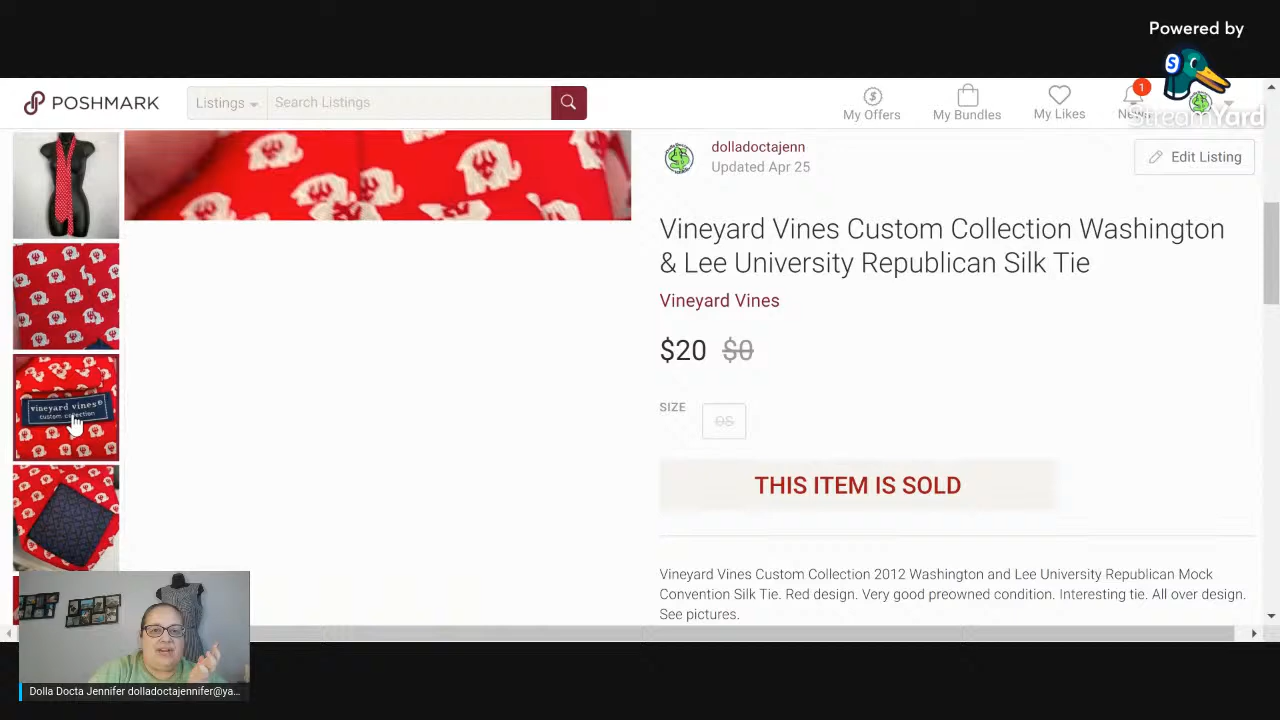 Powered by
StreamYard
POSHMARK
Listings
Search Listings
My Offers
My Bundles
My Likes
1
dolladoctajenn
Updated Apr 25
Edit Listing
Vineyard Vines Custom Collection Washington
& Lee University Republican Silk Tie
Vineyard Vines
$20 $0
SIZE
OS
THIS ITEM IS SOLD
Vineyard Vines Custom Collection 2012 Washington and Lee University Republican Mock
Convention Silk Tie. Red design. Very good preowned condition. Interesting tie. All over design.
See pictures.
vineyard vines®
custom collection
Dolla Docta Jennifer dolladoctajennifer@ya...